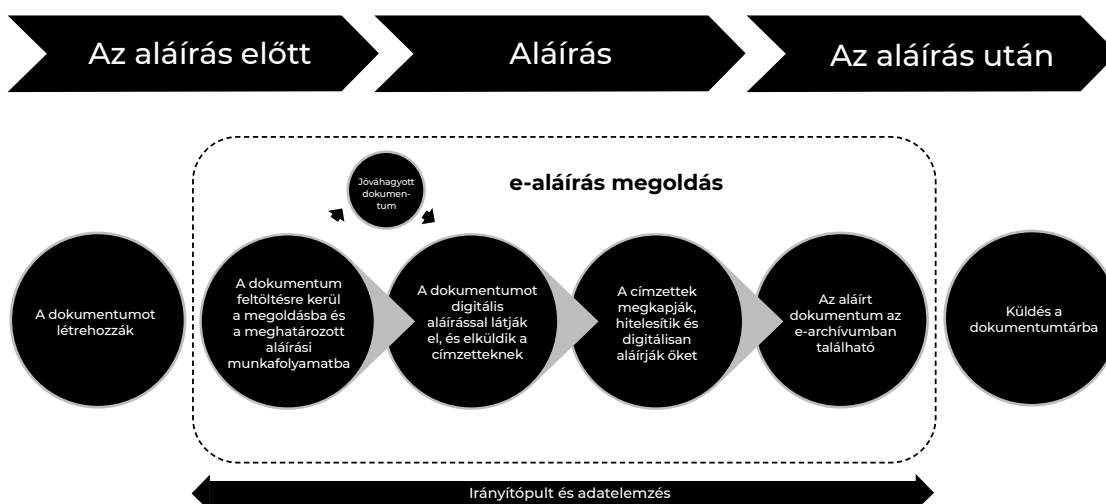 Az aláírás előtt
Aláírás
Az aláírás után
e-aláírás megoldás
Jóváhagyott
dokumen-
tum
A dokumentumot
létrehozzák
A dokumentum
feltöltésre kerül
a megoldásba és
a meghatározott
aláírási
munkafolyamatba
A dokumentumot
digitális
aláírással látják
el, és elküldik a
címzetteknek
A címzettek
megkapják,
hitelesítik és
digitálisan
aláírják őket
Az aláírt
dokumentum az
e-archívumban
található
Küldés a
dokumentumtárba
Irányítópult és adatelemzés